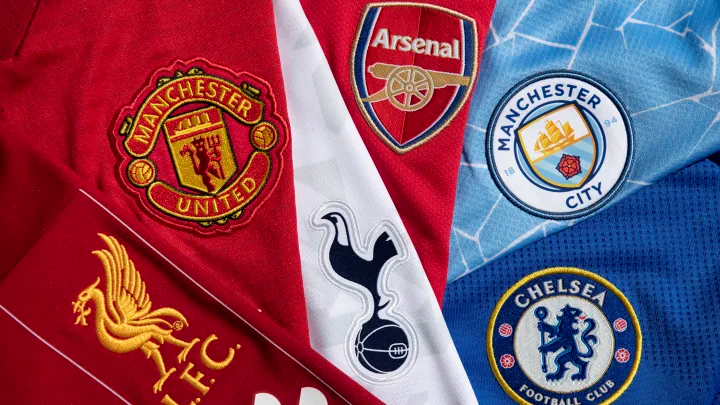 MANCHESTER
UNITED
Arsenal
MANCHESTER
18 94
CITY
L.F.C.
CHELSEA
FOOTBALL CLUB